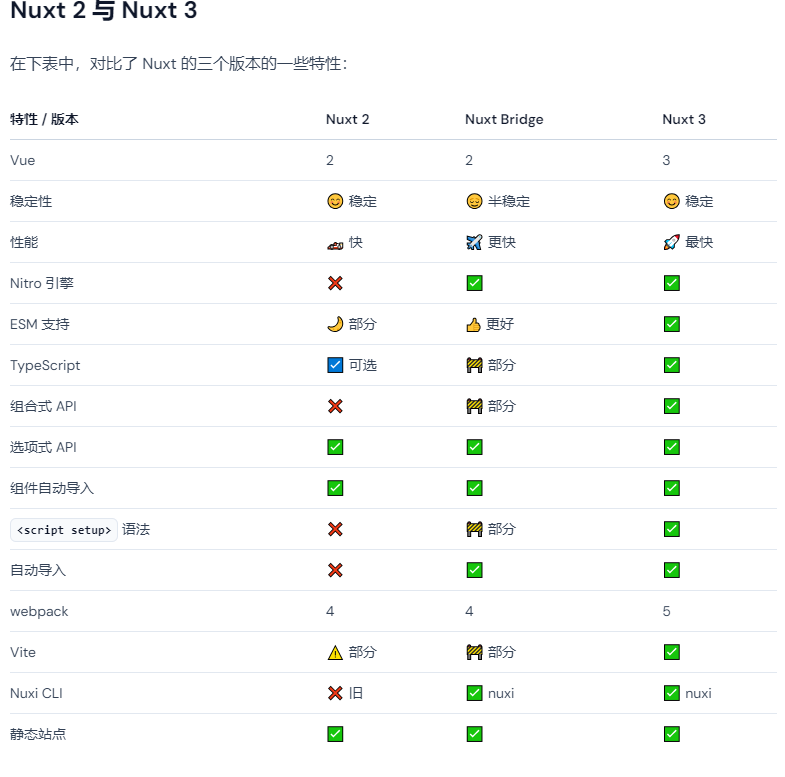 Nuxt 2 与 Nuxt 3
在下表中，对比了 Nuxt 的三个版本的一些特性：
特性 / 版本 Nuxt 2 Nuxt Bridge Nuxt 3
Vue 2 2 3
稳定性 😊 稳定 😌 半稳定 😊 稳定
性能 🏎 快 ✈️ 更快 🚀 最快
Nitro 引擎 ❌ ✅ ✅
ESM 支持 🌙 部分 👍 更好 ✅
TypeScript ☑️ 可选 🚧 部分 ✅
组合式 API ❌ 🚧 部分 ✅
选项式 API ✅ ✅ ✅
组件自动导入 ✅ ✅ ✅
<script setup> 语法 ❌ 🚧 部分 ✅
自动导入 ❌ ✅ ✅
webpack 4 4 5
Vite ⚠️ 部分 🚧 部分 ✅
Nuxi CLI ❌ 旧 ✅ nuxi ✅ nuxi
静态站点 ✅ ✅ ✅